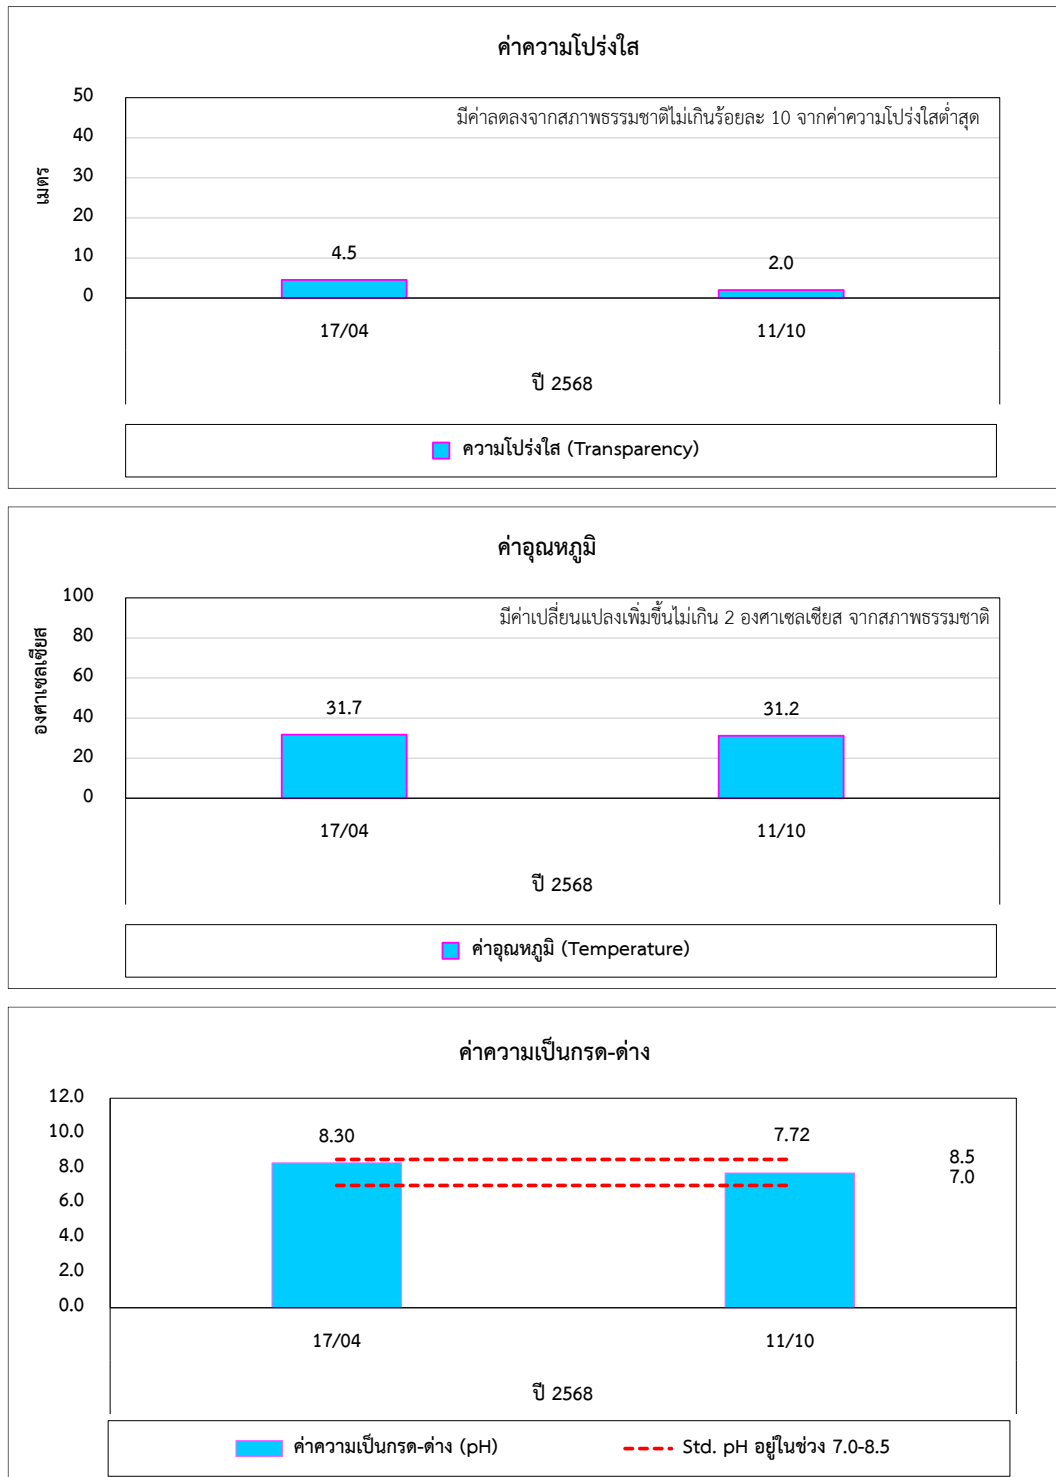 ค่าความโปร่งใส
มีค่าลดลงจากสภาพธรรมชาติไม่เกินร้อยละ 10 จากค่าความโปร่งใสต่ำสุด
เมตร
50
40
30
20
10
0
4.5
2.0
17/04
11/10
ปี 2568
ความโปร่งใส (Transparency)
ค่าอุณหภูมิ
มีค่าเปลี่ยนแปลงเพิ่มขึ้นไม่เกิน 2 องศาเซลเซียส จากสภาพธรรมชาติ
องศาเซลเซียส
100
80
60
40
20
0
31.7
31.2
17/04
11/10
ปี 2568
ค่าอุณหภูมิ (Temperature)
ค่าความเป็นกรด-ด่าง
12.0
10.0
8.0
6.0
4.0
2.0
0.0
8.30
7.72
8.5
7.0
17/04
11/10
ปี 2568
ค่าความเป็นกรด-ด่าง (pH)
Std. pH อยู่ในช่วง 7.0-8.5